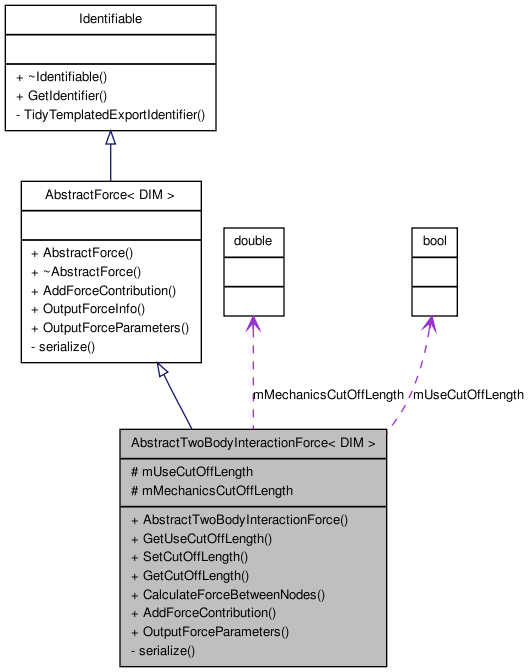 Identifiable
+ ~Identifiable()
+ GetIdentifier()
- TidyTemplatedExportIdentifier()
AbstractForce< DIM >
+ AbstractForce()
+ ~AbstractForce()
+ AddForceContribution()
+ OutputForceInfo()
+ OutputForceParameters()
- serialize()
double
bool
mMechanicsCutOffLength
mUseCutOffLength
AbstractTwoBodyInteractionForce< DIM >
# mUseCutOffLength
# mMechanicsCutOffLength
+ AbstractTwoBodyInteractionForce()
+ GetUseCutOffLength()
+ SetCutOffLength()
+ GetCutOffLength()
+ CalculateForceBetweenNodes()
+ AddForceContribution()
+ OutputForceParameters()
- serialize()